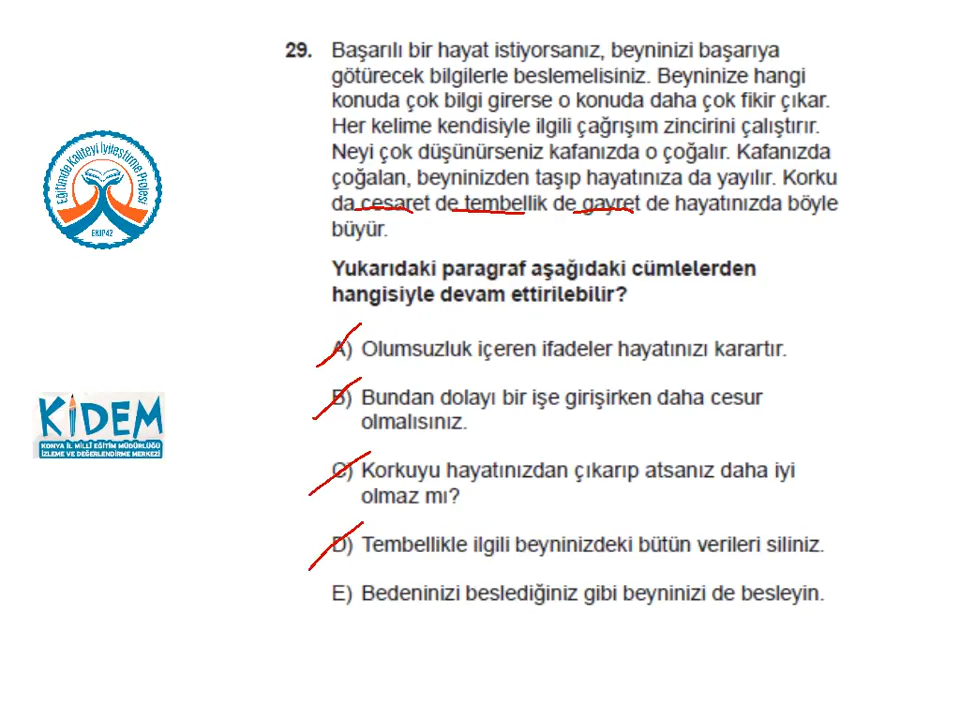 29. Başarılı bir hayat istiyorsanız, beyninizi başarıya
götürecek bilgilerle beslemelisiniz. Beyninize hangi
konuda çok bilgi girerse o konuda daha çok fikir çıkar.
Her kelime kendisiyle ilgili çağrışım zincirini çalıştırır.
Neyi çok düşünürseniz kafanızda o çoğalır. Kafanızda
çoğalan, beyninizden taşıp hayatınıza da yayılır. Korku
da cesaret de tembellik de gayret de hayatınızda böyle
büyür.
Yukarıdaki paragraf aşağıdaki cümlelerden
hangisiyle devam ettirilebilir?
A) Olumsuzluk içeren ifadeler hayatınızı karartır.
B) Bundan dolayı bir işe girişirken daha cesur
olmalısınız.
C) Korkuyu hayatınızdan çıkarıp atsanız daha iyi
olmaz mı?
D) Tembellikle ilgili beyninizdeki bütün verileri siliniz.
E) Bedeninizi beslediğiniz gibi beyninizi de besleyin.
Eğitimde Kaliteyi İyileştirme Projesi
EKİP42
KİDEM
KONYA İL MİLLİ EĞİTİM MÜDÜRLÜĞÜ
İZLEME VE DEĞERLENDİRME MERKEZİ